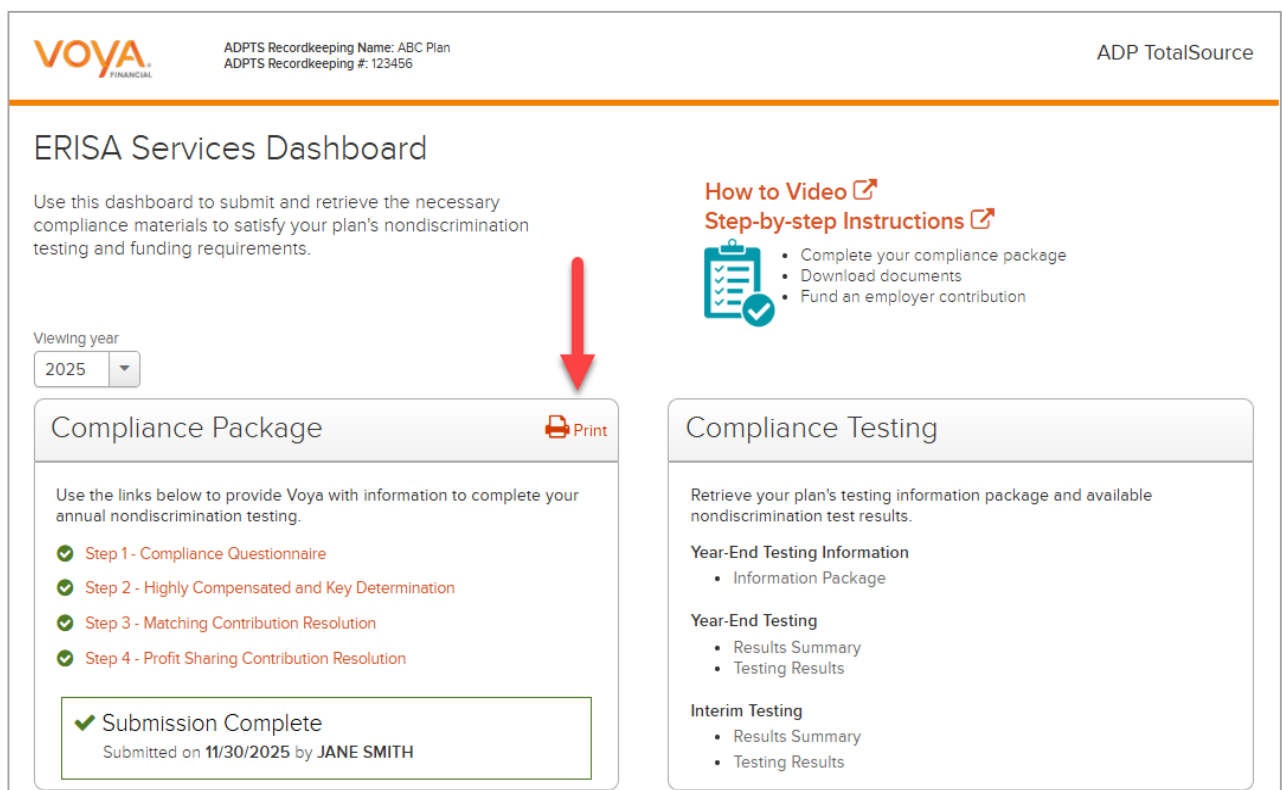 VOYA
FINANCIAL
ADPTS Recordkeeping Name: ABC Plan
ADPTS Recordkeeping #: 123456
ADP TotalSource
ERISA Services Dashboard
Use this dashboard to submit and retrieve the necessary
compliance materials to satisfy your plan's nondiscrimination
testing and funding requirements.
How to Video
Step-by-step Instructions
• Complete your compliance package
• Download documents
• Fund an employer contribution
Viewing year
2025
Compliance Package
Print
Use the links below to provide Voya with information to complete your
annual nondiscrimination testing.
Step 1 - Compliance Questionnaire
Step 2 - Highly Compensated and Key Determination
Step 3 - Matching Contribution Resolution
Step 4 - Profit Sharing Contribution Resolution
Submission Complete
Submitted on 11/30/2025 by JANE SMITH
Compliance Testing
Retrieve your plan's testing information package and available
nondiscrimination test results.
Year-End Testing Information
• Information Package
Year-End Testing
• Results Summary
• Testing Results
Interim Testing
• Results Summary
• Testing Results